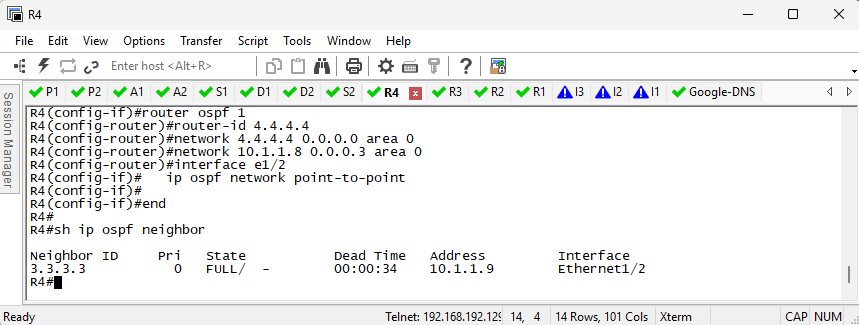 R4
File Edit View Options Transfer Script Tools Window Help
Enter host <Alt+R>
Session Manager
P1 P2 A1 A2 S1 D1 D2 S2 R4 R3 R2 R1 I3 I2 I1 Google-DNS
R4(config-if)#router ospf 1
R4(config-router)#router-id 4.4.4.4
R4(config-router)#network 4.4.4.4 0.0.0.0 area 0
R4(config-router)#network 10.1.1.8 0.0.0.3 area 0
R4(config-router)#interface e1/2
R4(config-if)#  ip ospf network point-to-point
R4(config-if)#
R4(config-if)#end
R4#
R4#sh ip ospf neighbor
Neighbor ID     Pri   State           Dead Time   Address         Interface
3.3.3.3           0   FULL/  -        00:00:34    10.1.1.9        Ethernet1/2
R4#
Ready Telnet: 192.168.192.129 14, 4 14 Rows, 101 Cols Xterm CAP NUM